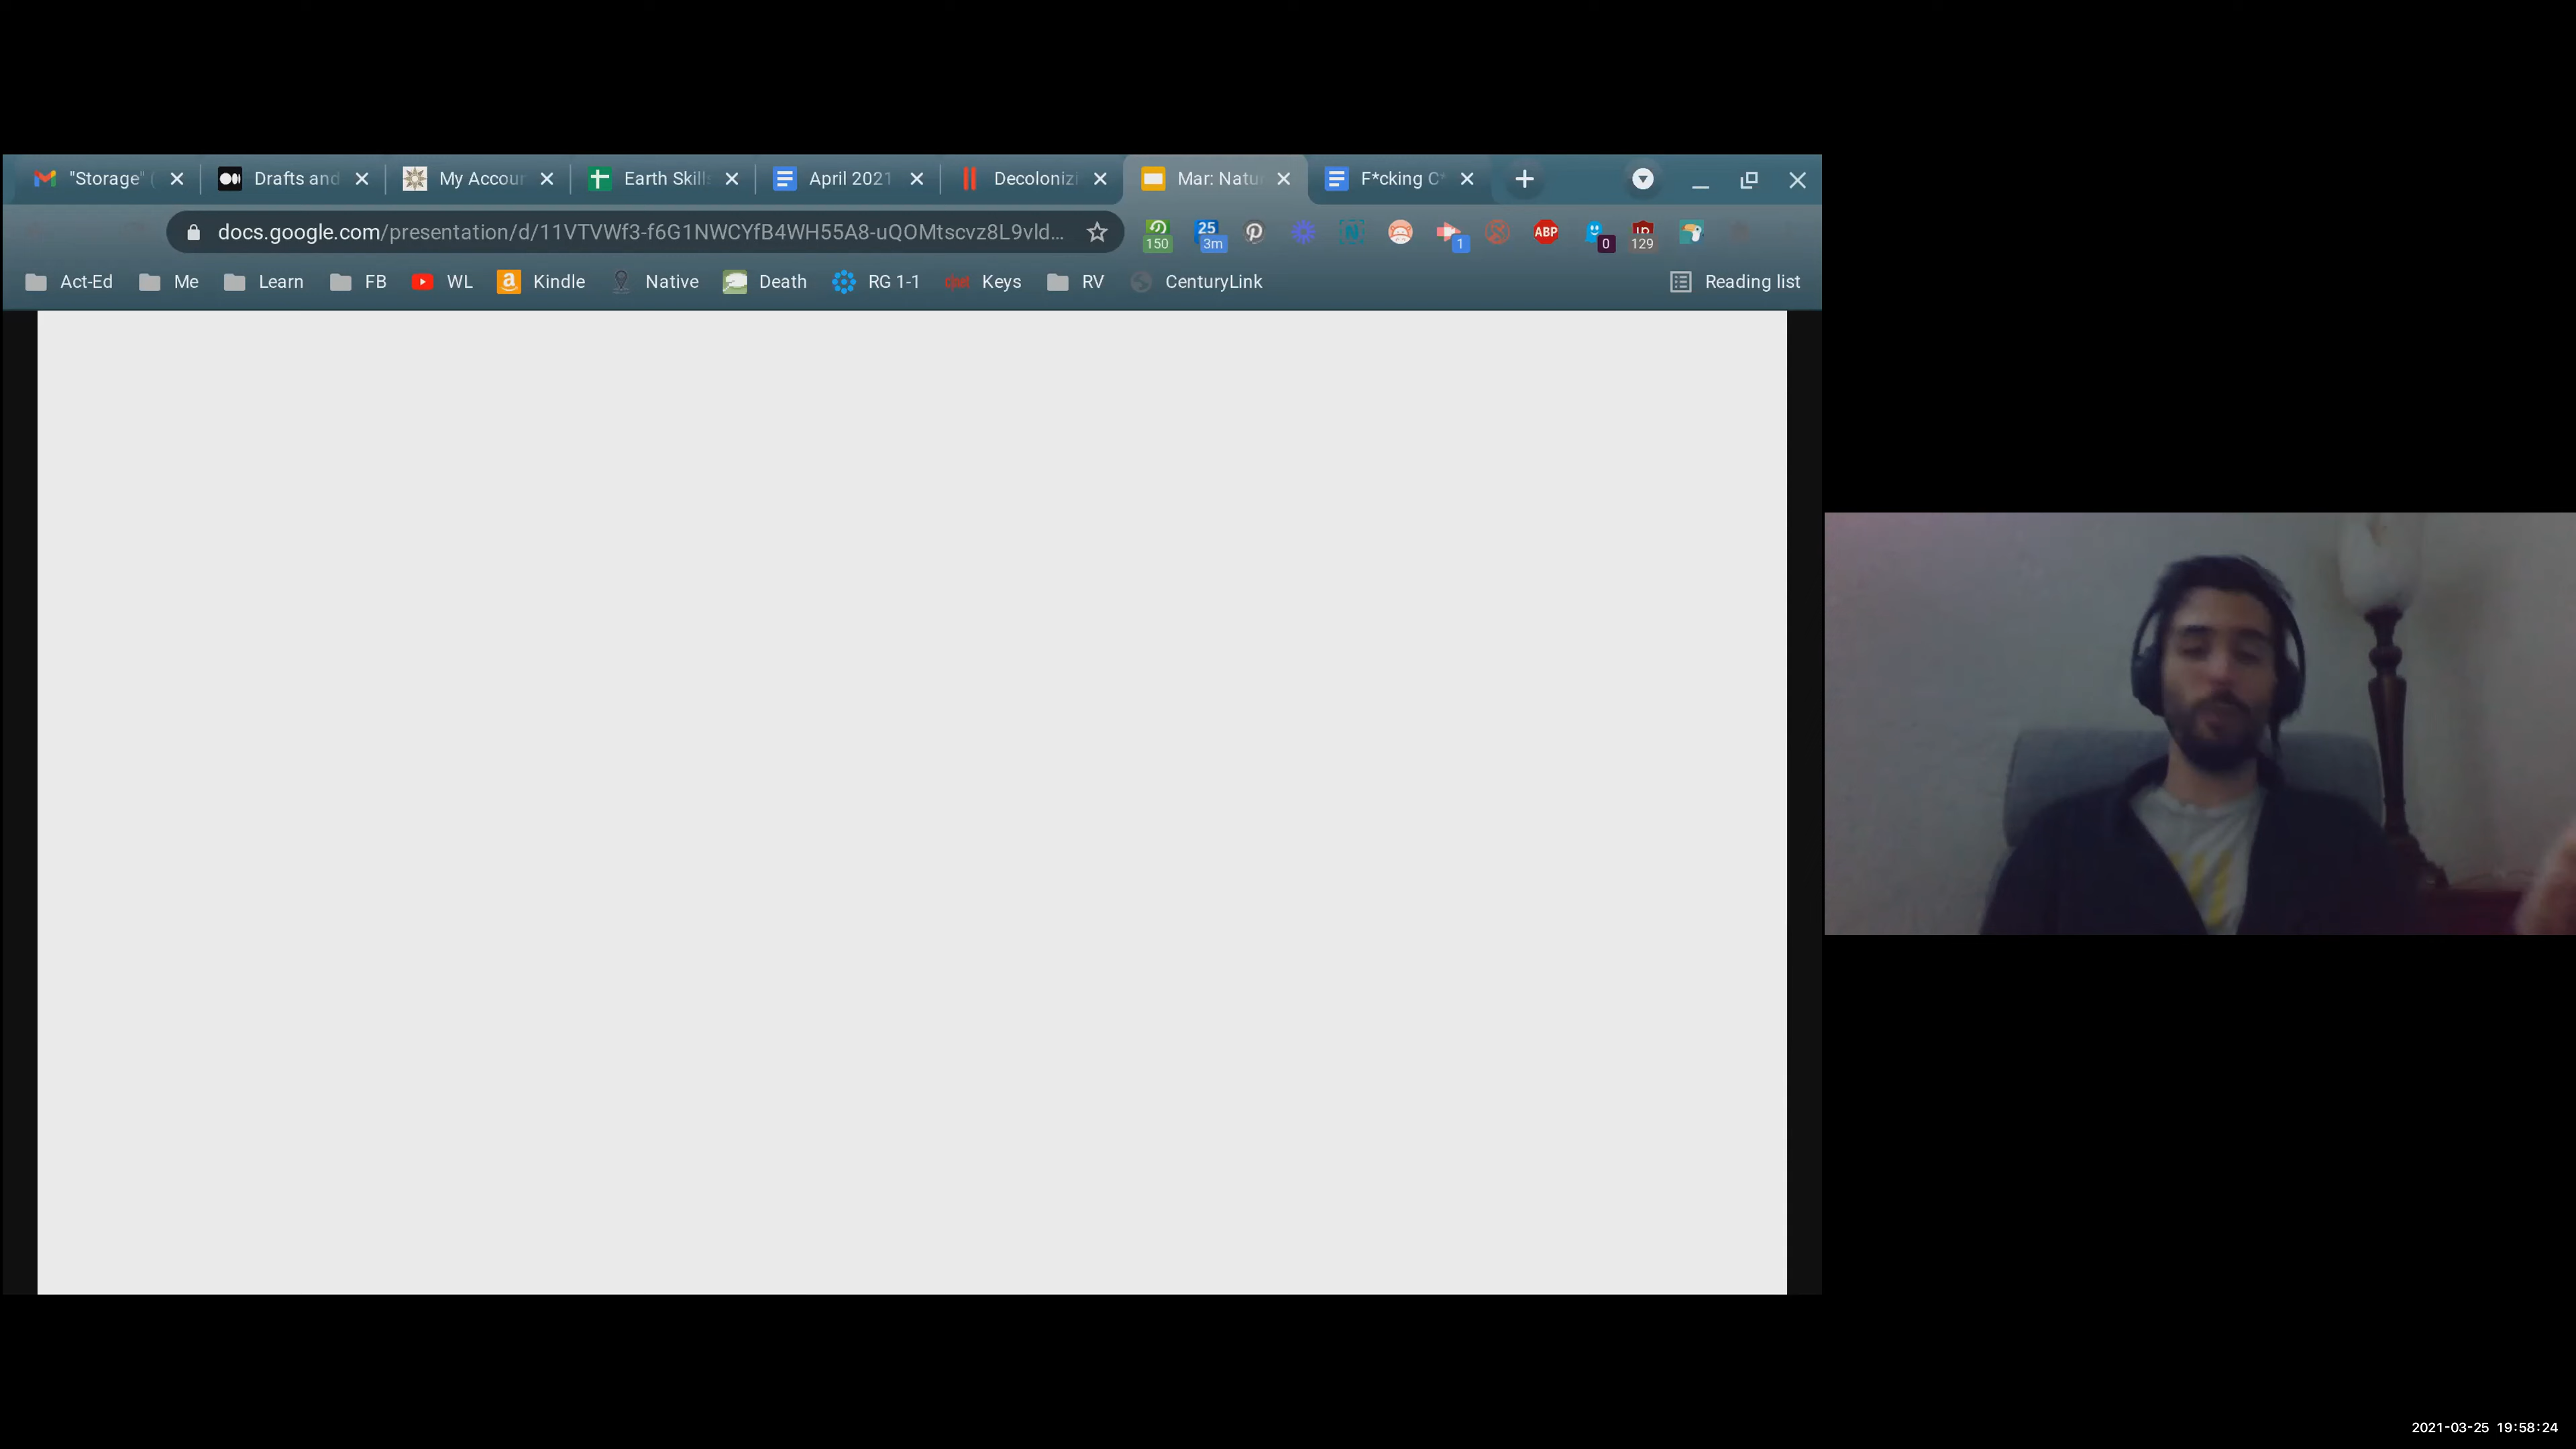 "Storage" ( Drafts and My Accour Earth Skill April 2021 Decolonizi Mar: Natu F*cking C*
docs.google.com/presentation/d/11VTVWf3-f6G1NWCYfB4WH55A8-uQOMtscvz8L9vld... 150 25 3m 1 ABP 0 129
Act-Ed Me Learn FB WL Kindle Native Death RG 1-1 Keys RV CenturyLink Reading list
2021-03-25 19:58:24